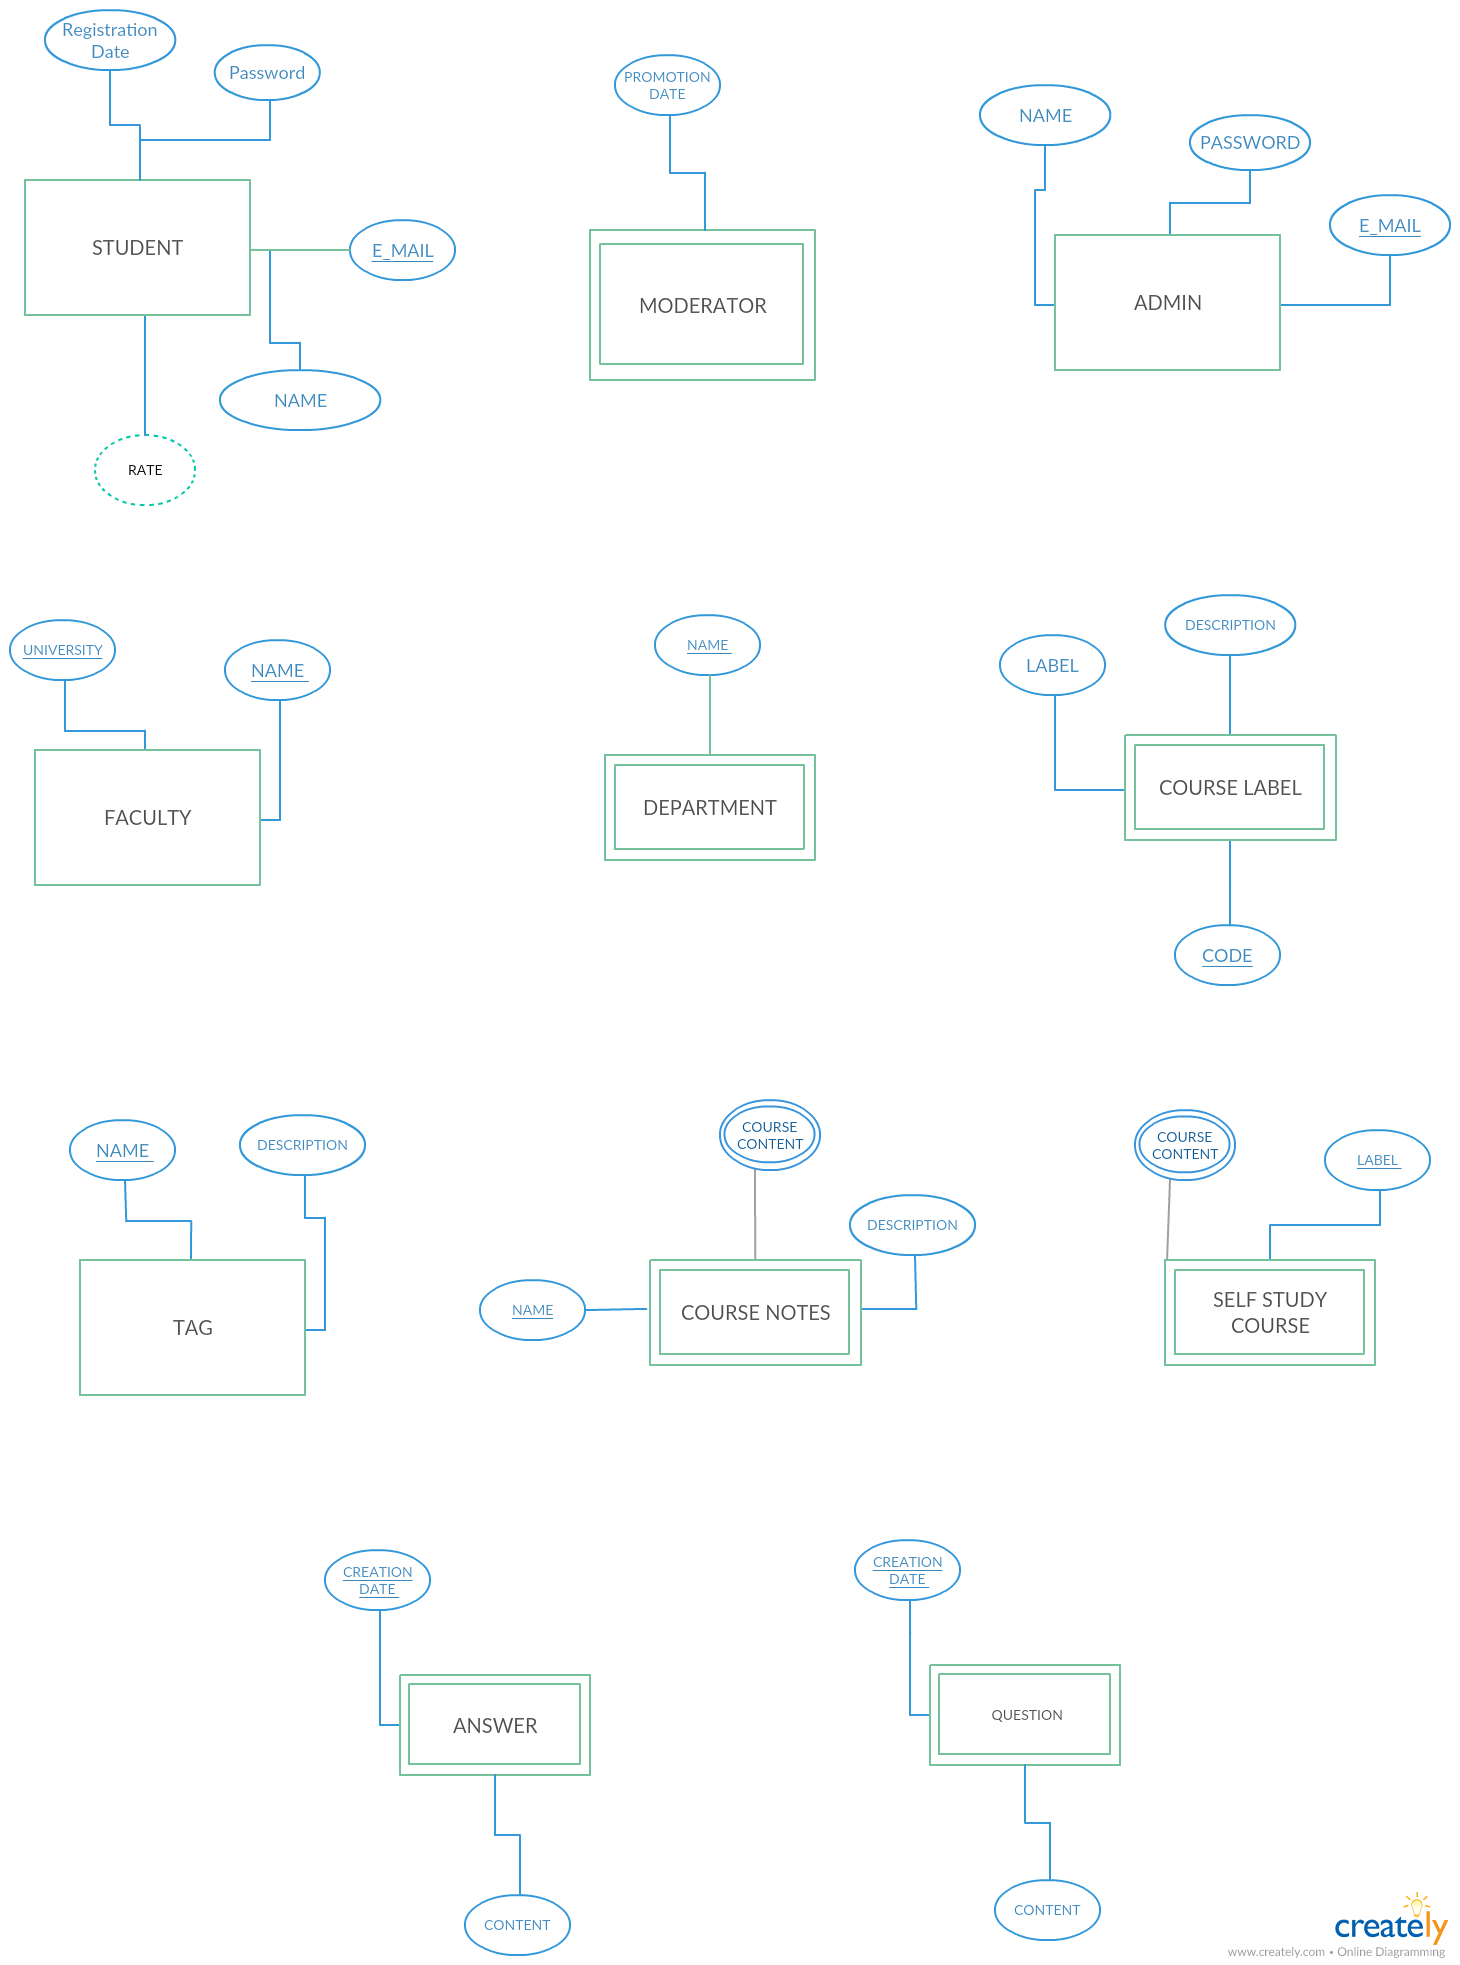 Registration
Date
Password
STUDENT
E_MAIL
NAME
RATE
PROMOTION
DATE
MODERATOR
NAME
PASSWORD
E_MAIL
ADMIN
UNIVERSITY
NAME
FACULTY
NAME
DEPARTMENT
LABEL
DESCRIPTION
COURSE LABEL
CODE
NAME
DESCRIPTION
TAG
COURSE
CONTENT
DESCRIPTION
NAME
COURSE NOTES
COURSE
CONTENT
LABEL
SELF STUDY
COURSE
CREATION
DATE
ANSWER
CONTENT
CREATION
DATE
QUESTION
CONTENT
creately
www.creately.com • Online Diagramming